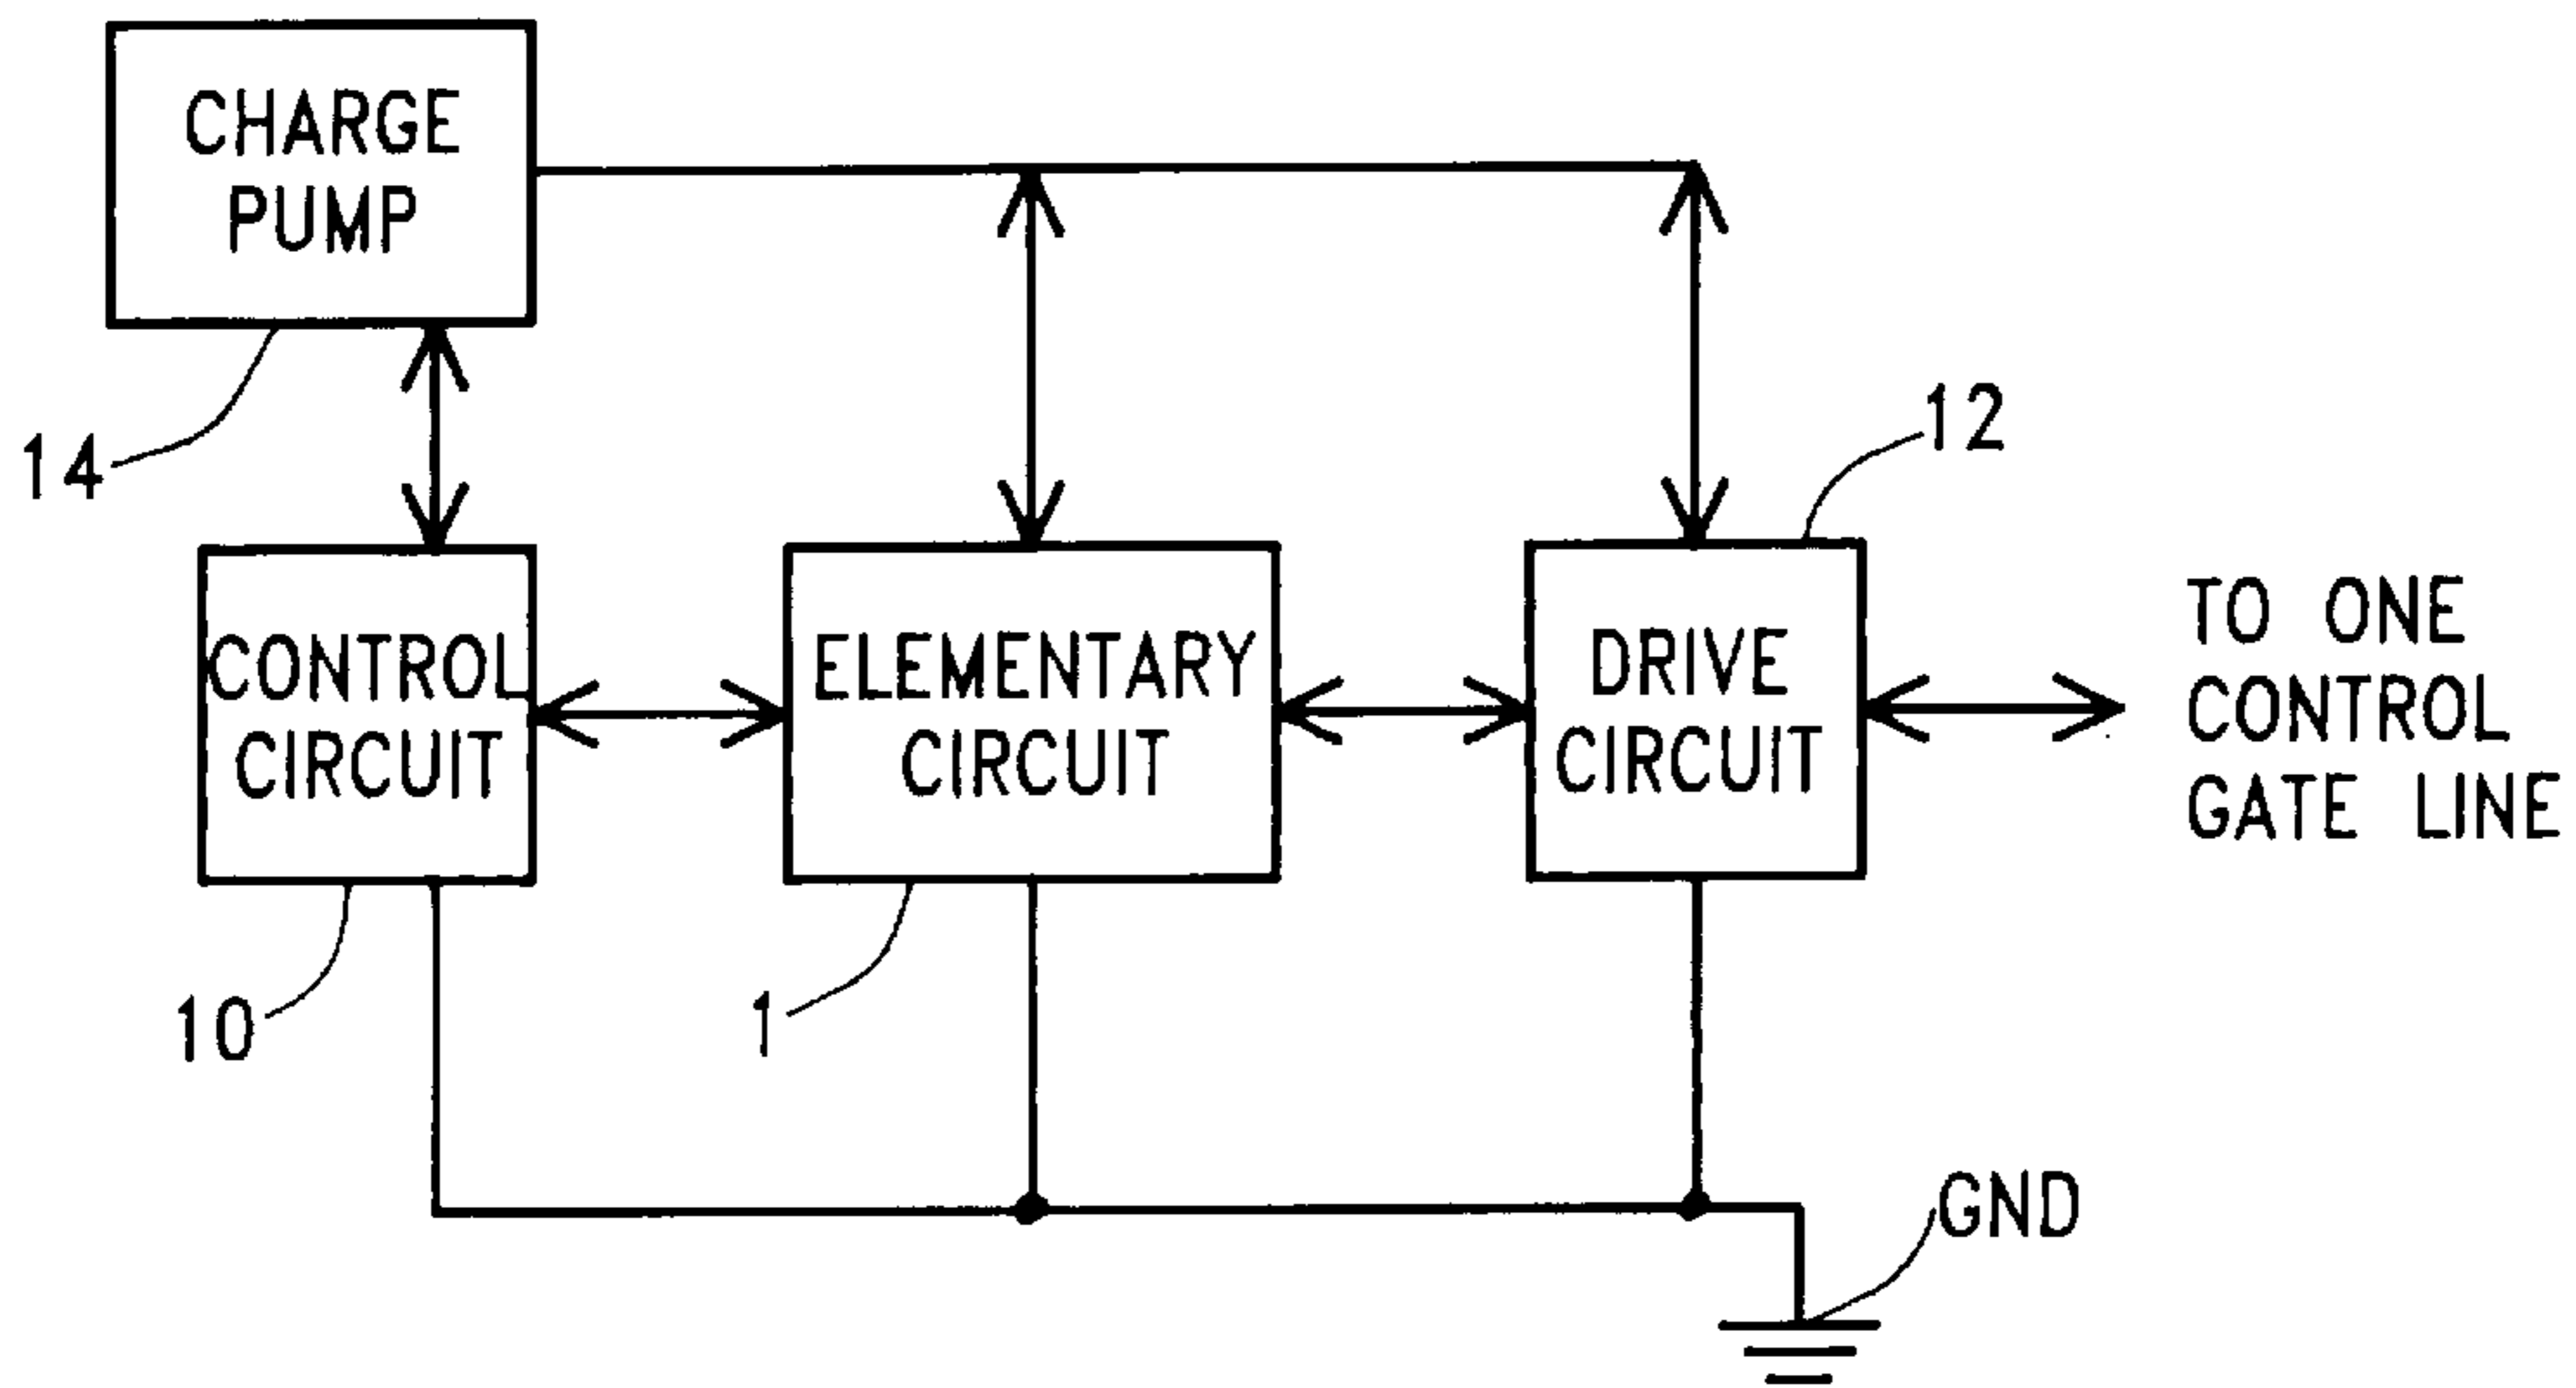 CHARGE
PUMP
14
12
CONTROL
CIRCUIT
ELEMENTARY
CIRCUIT
DRIVE
CIRCUIT
TO ONE
CONTROL
GATE LINE
10
1
GND